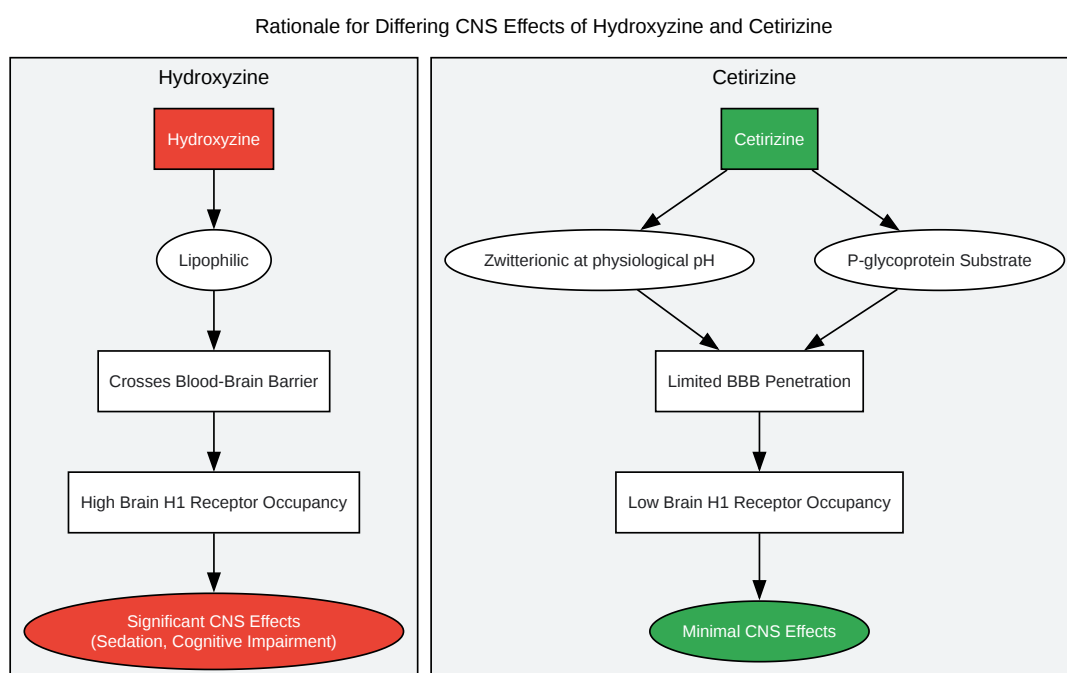 Rationale for Differing CNS Effects of Hydroxyzine and Cetirizine
Hydroxyzine
Hydroxyzine
Lipophilic
Crosses Blood-Brain Barrier
High Brain H1 Receptor Occupancy
Significant CNS Effects
(Sedation, Cognitive Impairment)
Cetirizine
Cetirizine
Zwitterionic at physiological pH
P-glycoprotein Substrate
Limited BBB Penetration
Low Brain H1 Receptor Occupancy
Minimal CNS Effects